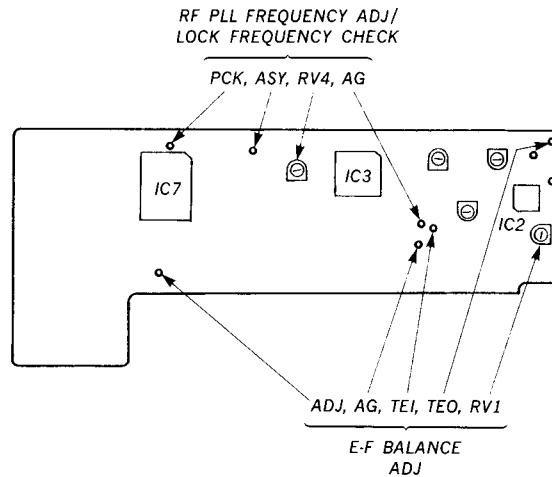 RF PLL FREQUENCY ADJ/
LOCK FREQUENCY CHECK
PCK, ASY, RV4, AG
IC7
IC3
IC2
ADJ, AG, TEI, TEO, RV1
E-F BALANCE
ADJ